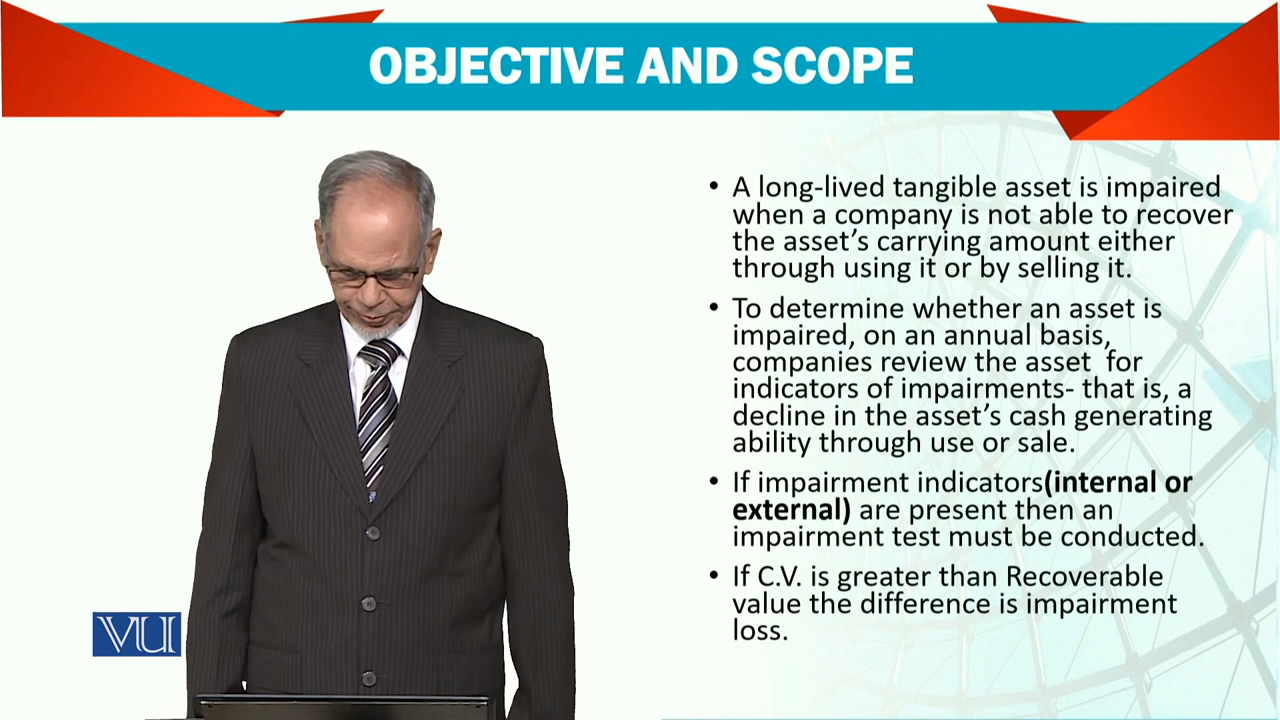 OBJECTIVE AND SCOPE
• A long-lived tangible asset is impaired
when a company is not able to recover
the asset’s carrying amount either
through using it or by selling it.
• To determine whether an asset is
impaired, on an annual basis,
companies review the asset  for
indicators of impairments- that is, a
decline in the asset’s cash generating
ability through use or sale.
• If impairment indicators(internal or
external) are present then an
impairment test must be conducted.
• If C.V. is greater than Recoverable
value the difference is impairment
loss.
VU